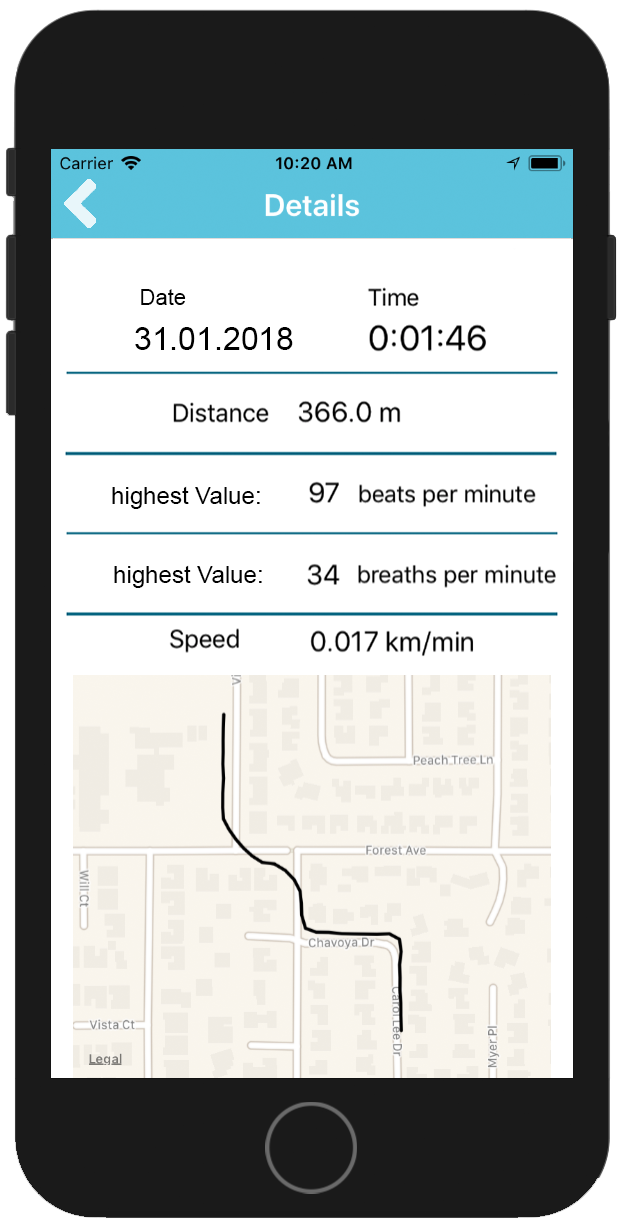 Carrier 10:20 AM
Details
Date Time
31.01.2018 0:01:46
Distance 366.0 m
highest Value: 97 beats per minute
highest Value: 34 breaths per minute
Speed 0.017 km/min
Peach Tree Ln
Forest Ave
Will Ct
Chavoya Dr
Carol Lee Dr
Vista Ct
Myer Pl
Legal